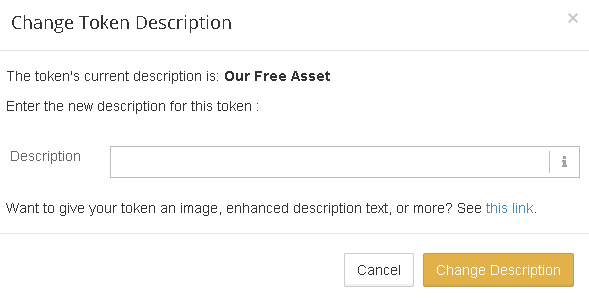 Change Token Description
×
The token's current description is: Our Free Asset
Enter the new description for this token :
Description
i
Want to give your token an image, enhanced description text, or more? See this link.
Cancel
Change Description